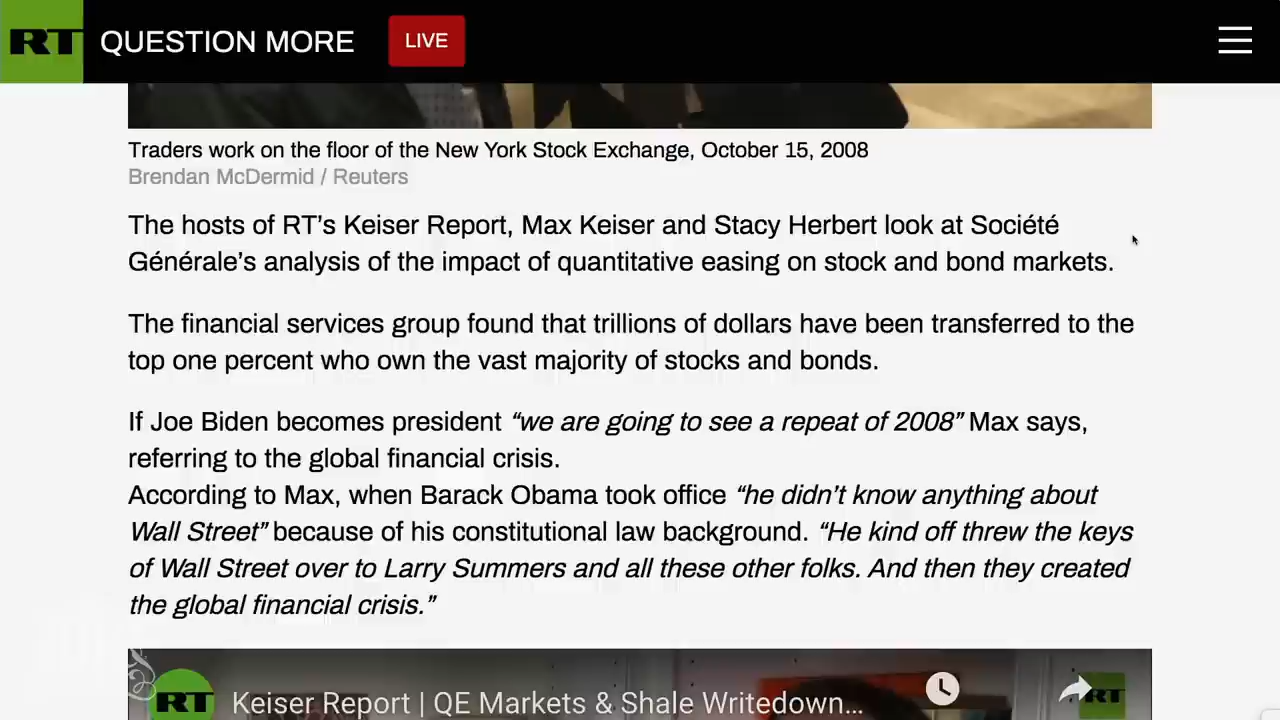 RT QUESTION MORE LIVE
Traders work on the floor of the New York Stock Exchange, October 15, 2008
Brendan McDermid / Reuters
The hosts of RT’s Keiser Report, Max Keiser and Stacy Herbert look at Société
Générale’s analysis of the impact of quantitative easing on stock and bond markets.
The financial services group found that trillions of dollars have been transferred to the
top one percent who own the vast majority of stocks and bonds.
If Joe Biden becomes president “we are going to see a repeat of 2008” Max says,
referring to the global financial crisis.
According to Max, when Barack Obama took office “he didn’t know anything about
Wall Street” because of his constitutional law background. “He kind off threw the keys
of Wall Street over to Larry Summers and all these other folks. And then they created
the global financial crisis.”
RT Keiser Report | QE Markets & Shale Writedown... RT